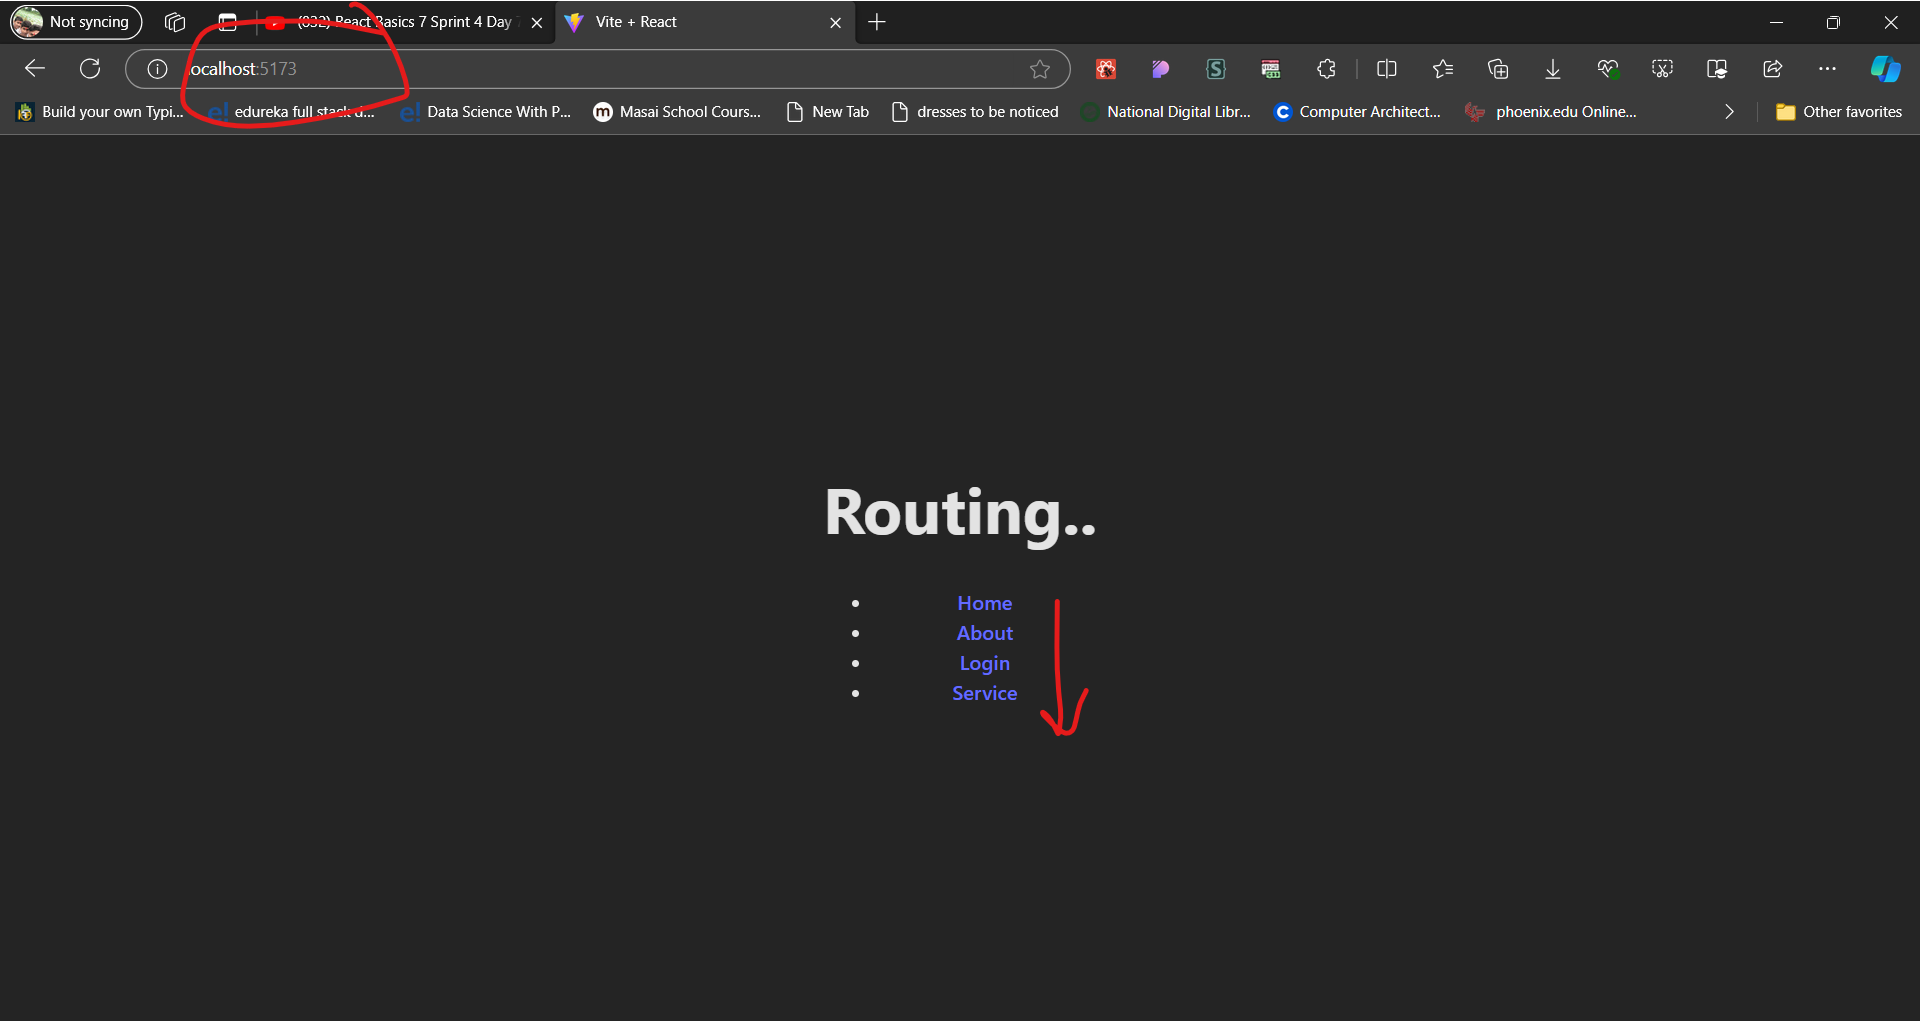 Not syncing
(032) React Basics 7 Sprint 4 Day
Vite + React
localhost:5173
Build your own Typi...
edureka full stack d...
Data Science With P...
Masai School Cours...
New Tab
dresses to be noticed
National Digital Libr...
Computer Architect...
phoenix.edu Online...
Other favorites
Routing..
Home
About
Login
Service